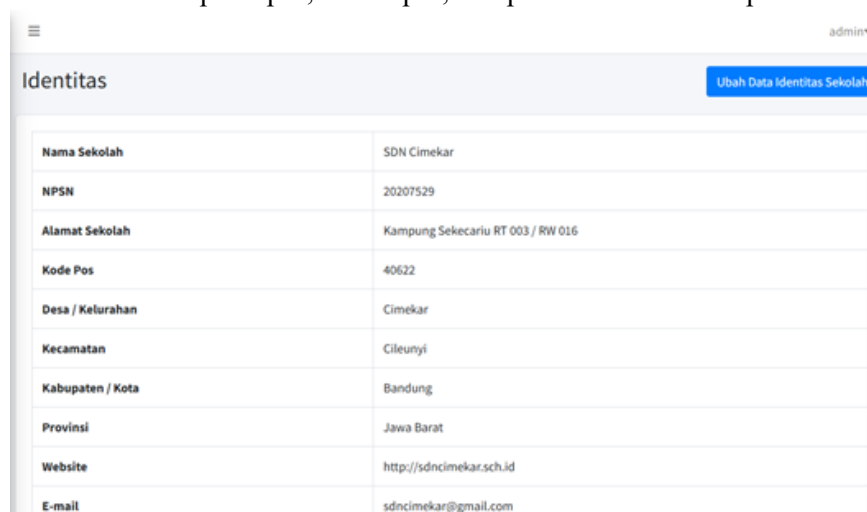 admin
Identitas
Ubah Data Identitas Sekolah
Nama Sekolah SDN Cimekar
NPSN 20207529
Alamat Sekolah Kampung Sekecariu RT 003 / RW 016
Kode Pos 40622
Desa / Kelurahan Cimekar
Kecamatan Cileunyi
Kabupaten / Kota Bandung
Provinsi Jawa Barat
Website http://sdncimekar.sch.id
E-mail sdncimekar@gmail.com